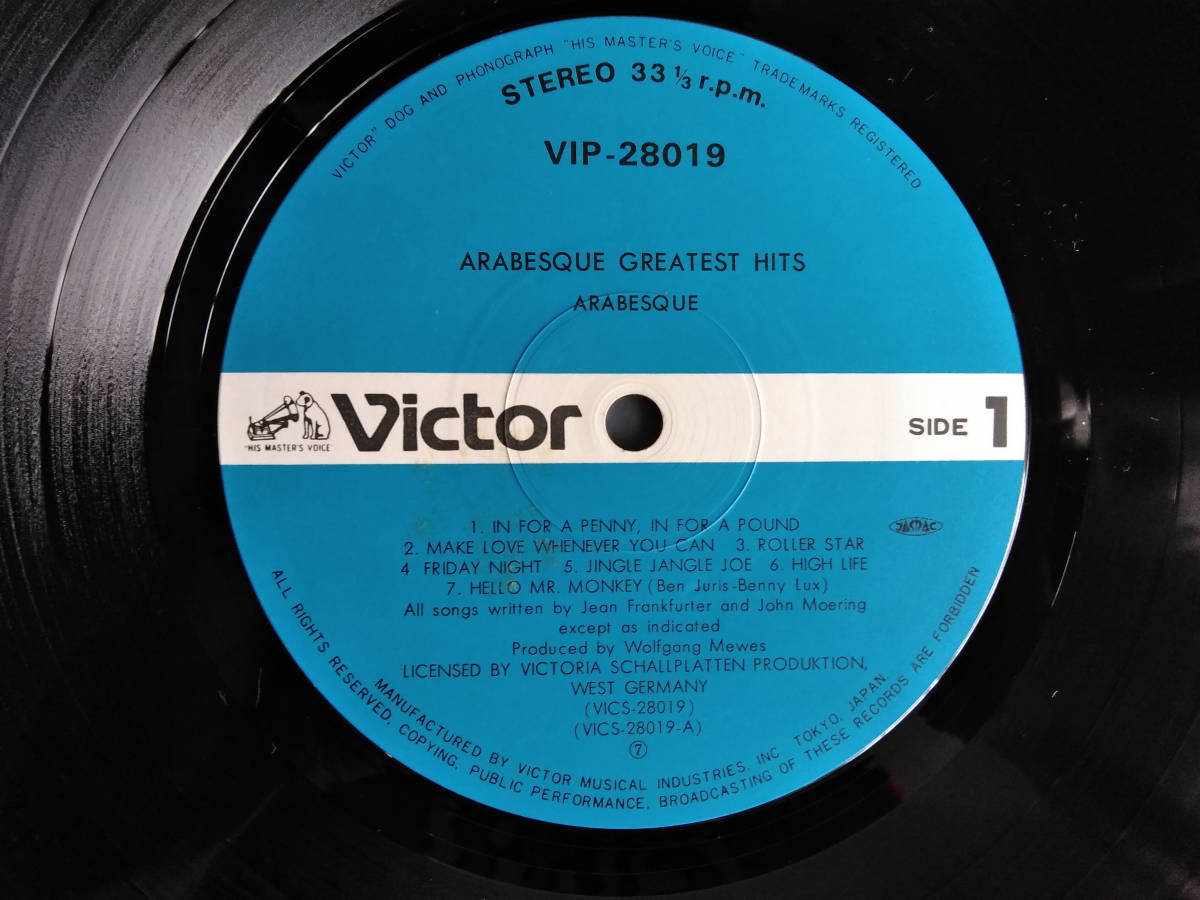 VICTOR" DOG AND PHONOGRAPH "HIS MASTER'S VOICE" TRADEMARKS REGISTERED
STEREO 33 1/3 r.p.m.
VIP-28019
ARABESQUE GREATEST HITS
ARABESQUE
"HIS MASTER'S VOICE"
Victor
SIDE 1
1. IN FOR A PENNY, IN FOR A POUND
2. MAKE LOVE WHENEVER YOU CAN 3. ROLLER STAR
4 FRIDAY NIGHT 5. JINGLE JANGLE JOE 6. HIGH LIFE
7. HELLO MR. MONKEY (Ben Juris-Benny Lux)
JASRAC
All songs written by Jean Frankfurter and John Moering
except as indicated
Produced by Wolfgang Mewes
LICENSED BY VICTORIA SCHALLPLATTEN PRODUKTION,
WEST GERMANY
(VICS-28019)
(VICS-28019-A)
⑦
MANUFACTURED BY VICTOR MUSICAL INDUSTRIES, INC. TOKYO, JAPAN.
ALL RIGHTS RESERVED, COPYING, PUBLIC PERFORMANCE, BROADCASTING OF THESE RECORDS ARE FORBIDDEN